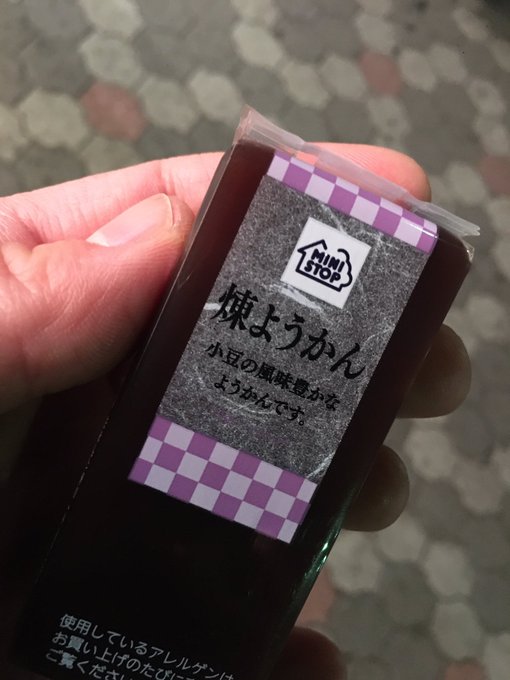 MINI
STOP
煉ようかん
小豆の風味豊かな
ようかんです。
使用しているアレルゲンは
お買い上げのたびに
ご覧くださ